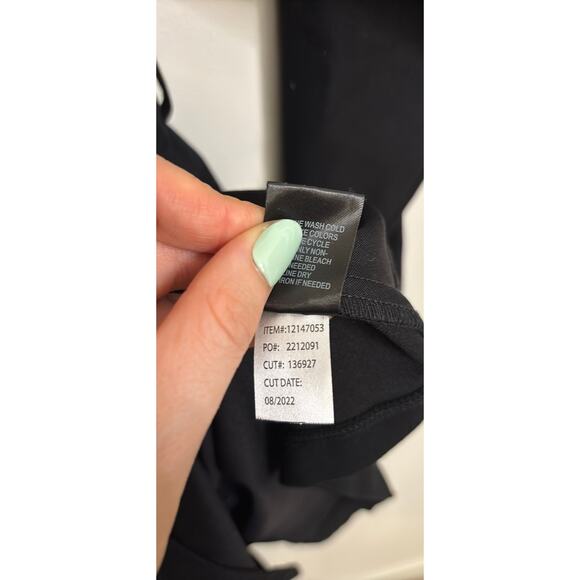 WASH COLD
COLORS
CYCLE
NON-
BLEACH
NEEDED
LINE DRY
IRON IF NEEDED
ITEM#:12147053
PO#: 2212091
CUT#: 136927
CUT DATE:
08/2022